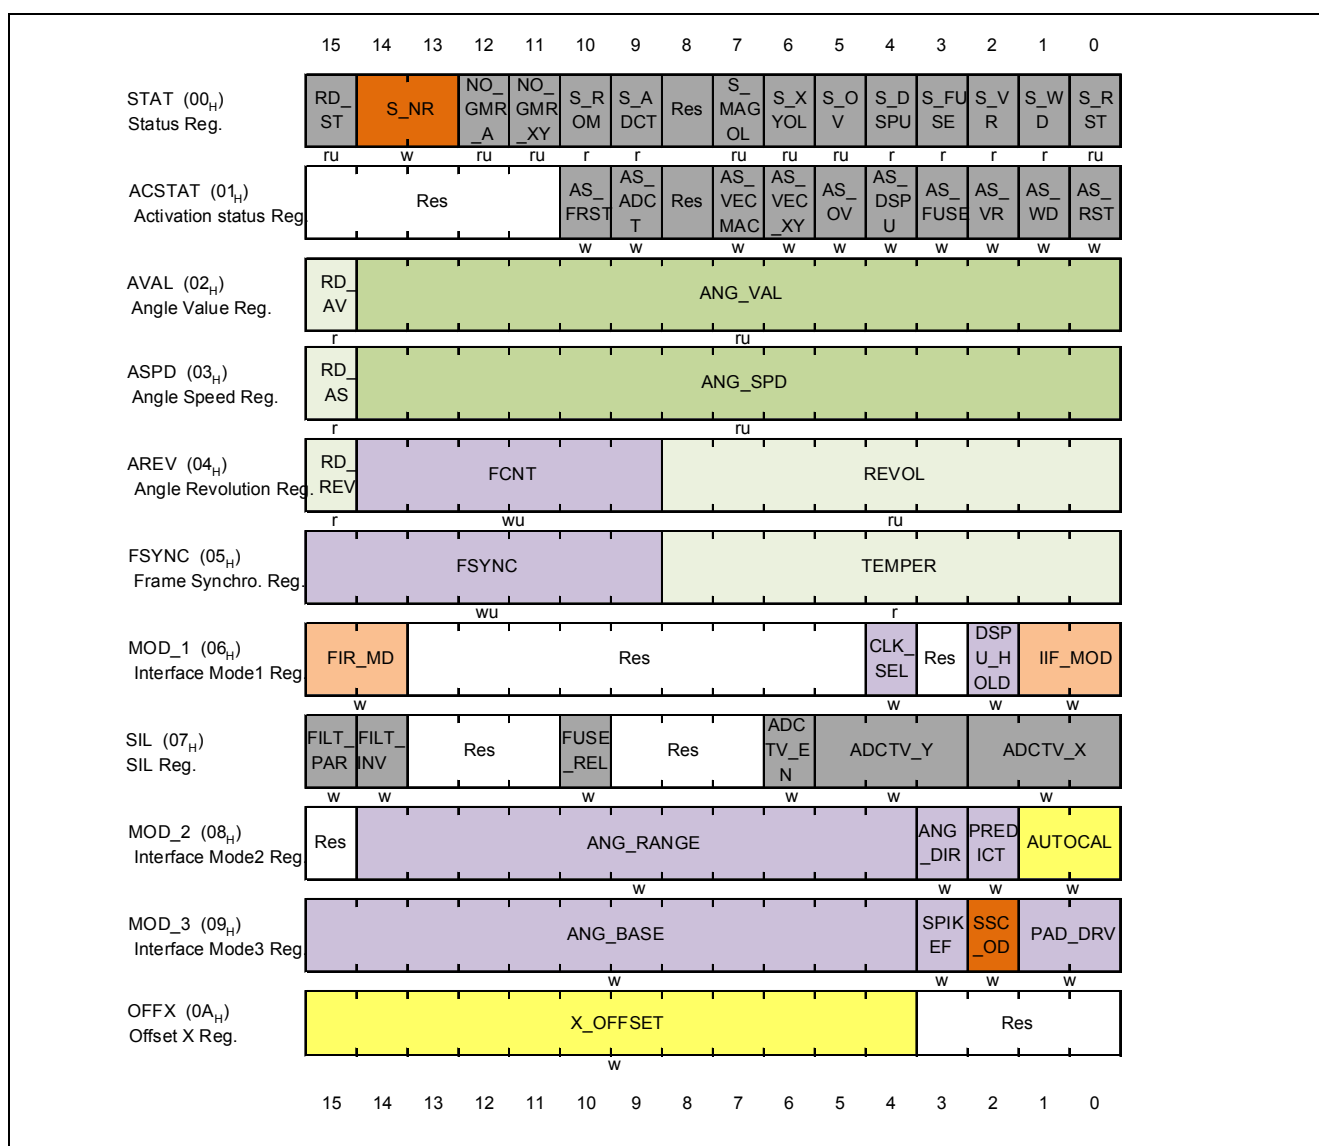 15 14 13 12 11 10 9 8 7 6 5 4 3 2 1 0
STAT (00H)
Status Reg.
RD_ST S_NR NO_GMR_A NO_GMR_XY S_ROM S_ADCT Res S_MAGOL S_XYOL S_OV S_DSPU S_FUSE S_VR S_WD S_RST
ru w ru ru r r ru ru ru r r r r ru
ACSTAT (01H)
Activation status Reg.
Res AS_FRST AS_ADCT Res AS_VECMAC AS_VEC_XY AS_OV AS_DSPU AS_FUSE AS_VR AS_WD AS_RST
w w w w w w w w w w
AVAL (02H)
Angle Value Reg.
RD_AV ANG_VAL
r ru
ASPD (03H)
Angle Speed Reg.
RD_AS ANG_SPD
r ru
AREV (04H)
Angle Revolution Reg.
RD_REV FCNT REVOL
r wu ru
FSYNC (05H)
Frame Synchro. Reg.
FSYNC TEMPER
wu r
MOD_1 (06H)
Interface Mode1 Reg.
FIR_MD Res CLK_SEL Res DSPU_HOLD IIF_MOD
w w w w
SIL (07H)
SIL Reg.
FILT_PAR FILT_INV Res FUSE_REL Res ADCTV_EN ADCTV_Y ADCTV_X
w w w w w w
MOD_2 (08H)
Interface Mode2 Reg.
Res ANG_RANGE ANG_DIR PREDICT AUTOCAL
w w w w
MOD_3 (09H)
Interface Mode3 Reg.
ANG_BASE SPIKEF SSC_OD PAD_DRV
w w w w
OFFX (0AH)
Offset X Reg.
X_OFFSET Res
w
15 14 13 12 11 10 9 8 7 6 5 4 3 2 1 0